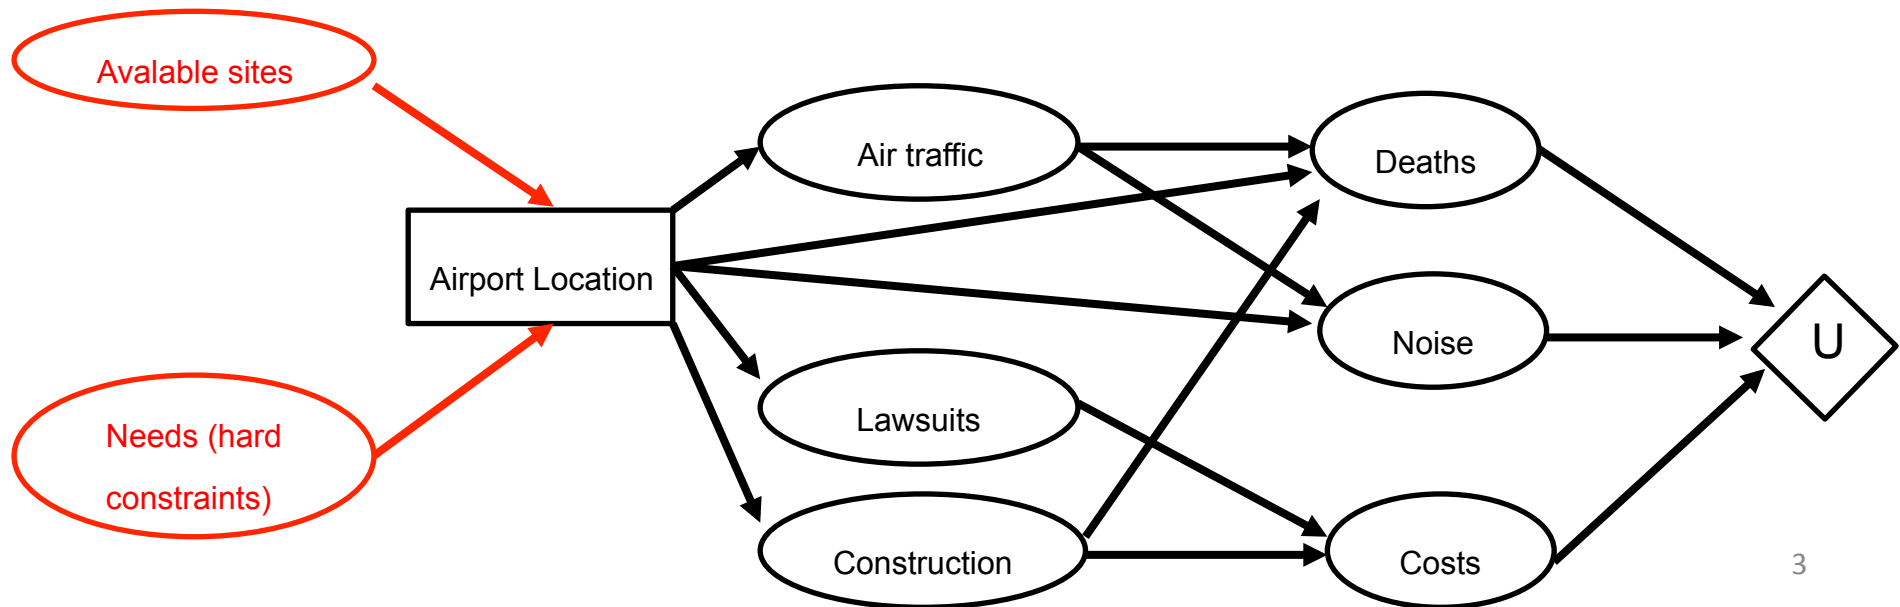 Avalable sites
Air traffic
Deaths
Airport Location
Noise
U
Needs (hard
constraints)
Lawsuits
Construction
Costs
3